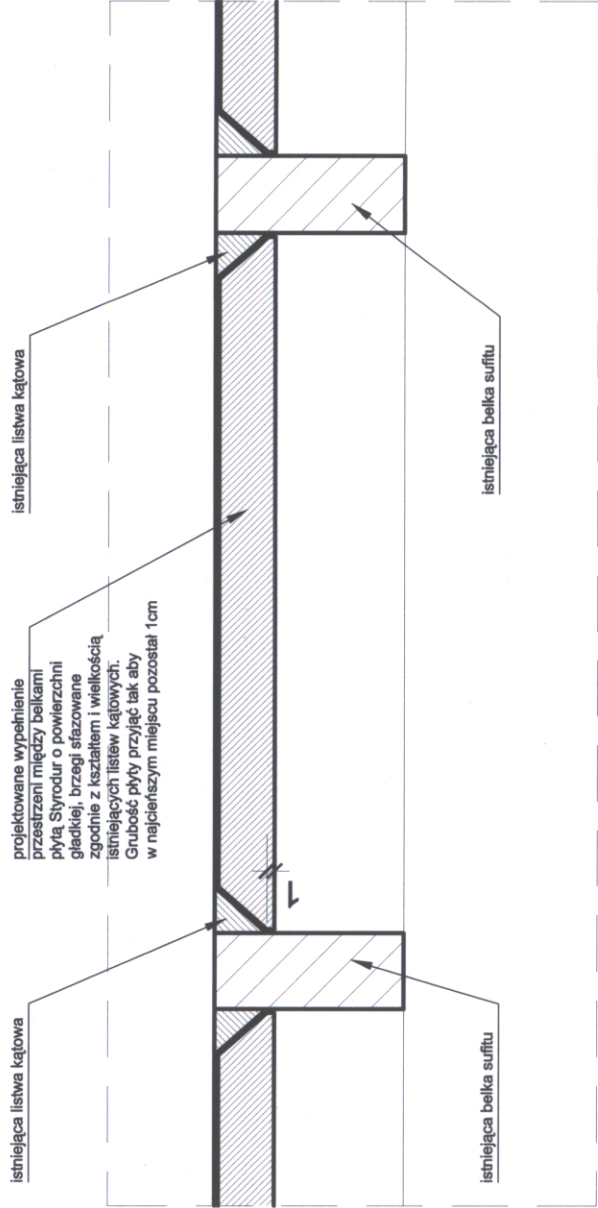 istniejąca listwa kątowa
projektowane wypełnienie
przestrzeni między belkami
płytą Styrodur o powierzchni
gładkiej, brzegi sfazowane
zgodnie z kształtem i wielkością
istniejących listew kątowych.
Grubość płyty przyjąć tak aby
w najcieńszym miejscu pozostał 1cm
istniejąca listwa kątowa
1
istniejąca belka sufitu
istniejąca belka sufitu